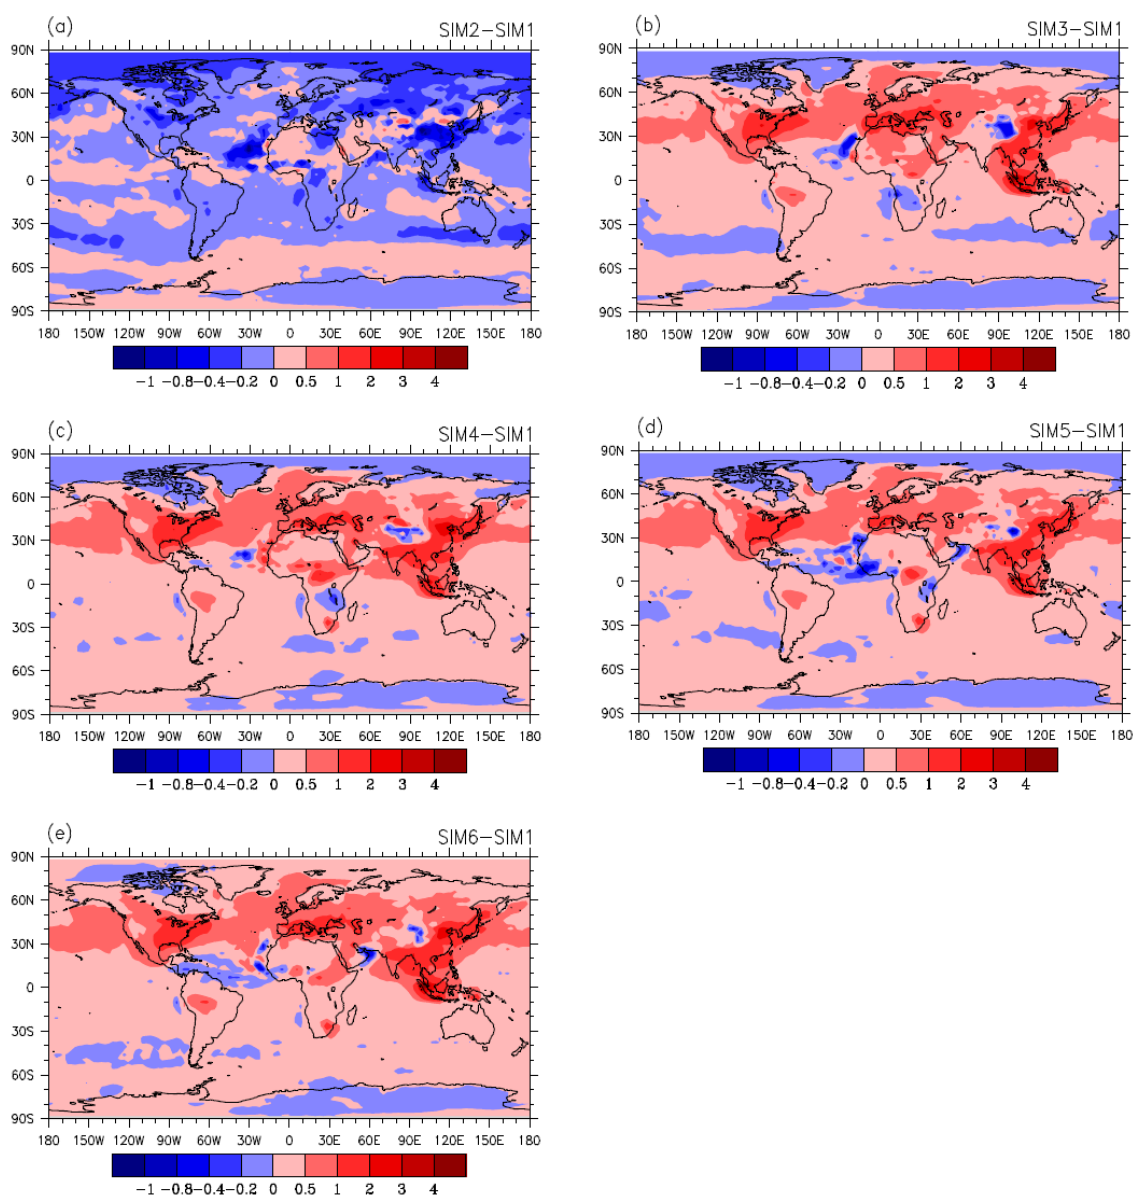 (a) SIM2−SIM1
90N
60N
30N
0
30S
60S
90S
180 150W 120W 90W 60W 30W 0 30E 60E 90E 120E 150E 180
−1 −0.8 −0.4 −0.2 0 0.5 1 2 3 4
(b) SIM3−SIM1
90N
60N
30N
0
30S
60S
90S
180 150W 120W 90W 60W 30W 0 30E 60E 90E 120E 150E 180
−1 −0.8 −0.4 −0.2 0 0.5 1 2 3 4
(c) SIM4−SIM1
90N
60N
30N
0
30S
60S
90S
180 150W 120W 90W 60W 30W 0 30E 60E 90E 120E 150E 180
−1 −0.8 −0.4 −0.2 0 0.5 1 2 3 4
(d) SIM5−SIM1
90N
60N
30N
0
30S
60S
90S
180 150W 120W 90W 60W 30W 0 30E 60E 90E 120E 150E 180
−1 −0.8 −0.4 −0.2 0 0.5 1 2 3 4
(e) SIM6−SIM1
90N
60N
30N
0
30S
60S
90S
180 150W 120W 90W 60W 30W 0 30E 60E 90E 120E 150E 180
−1 −0.8 −0.4 −0.2 0 0.5 1 2 3 4